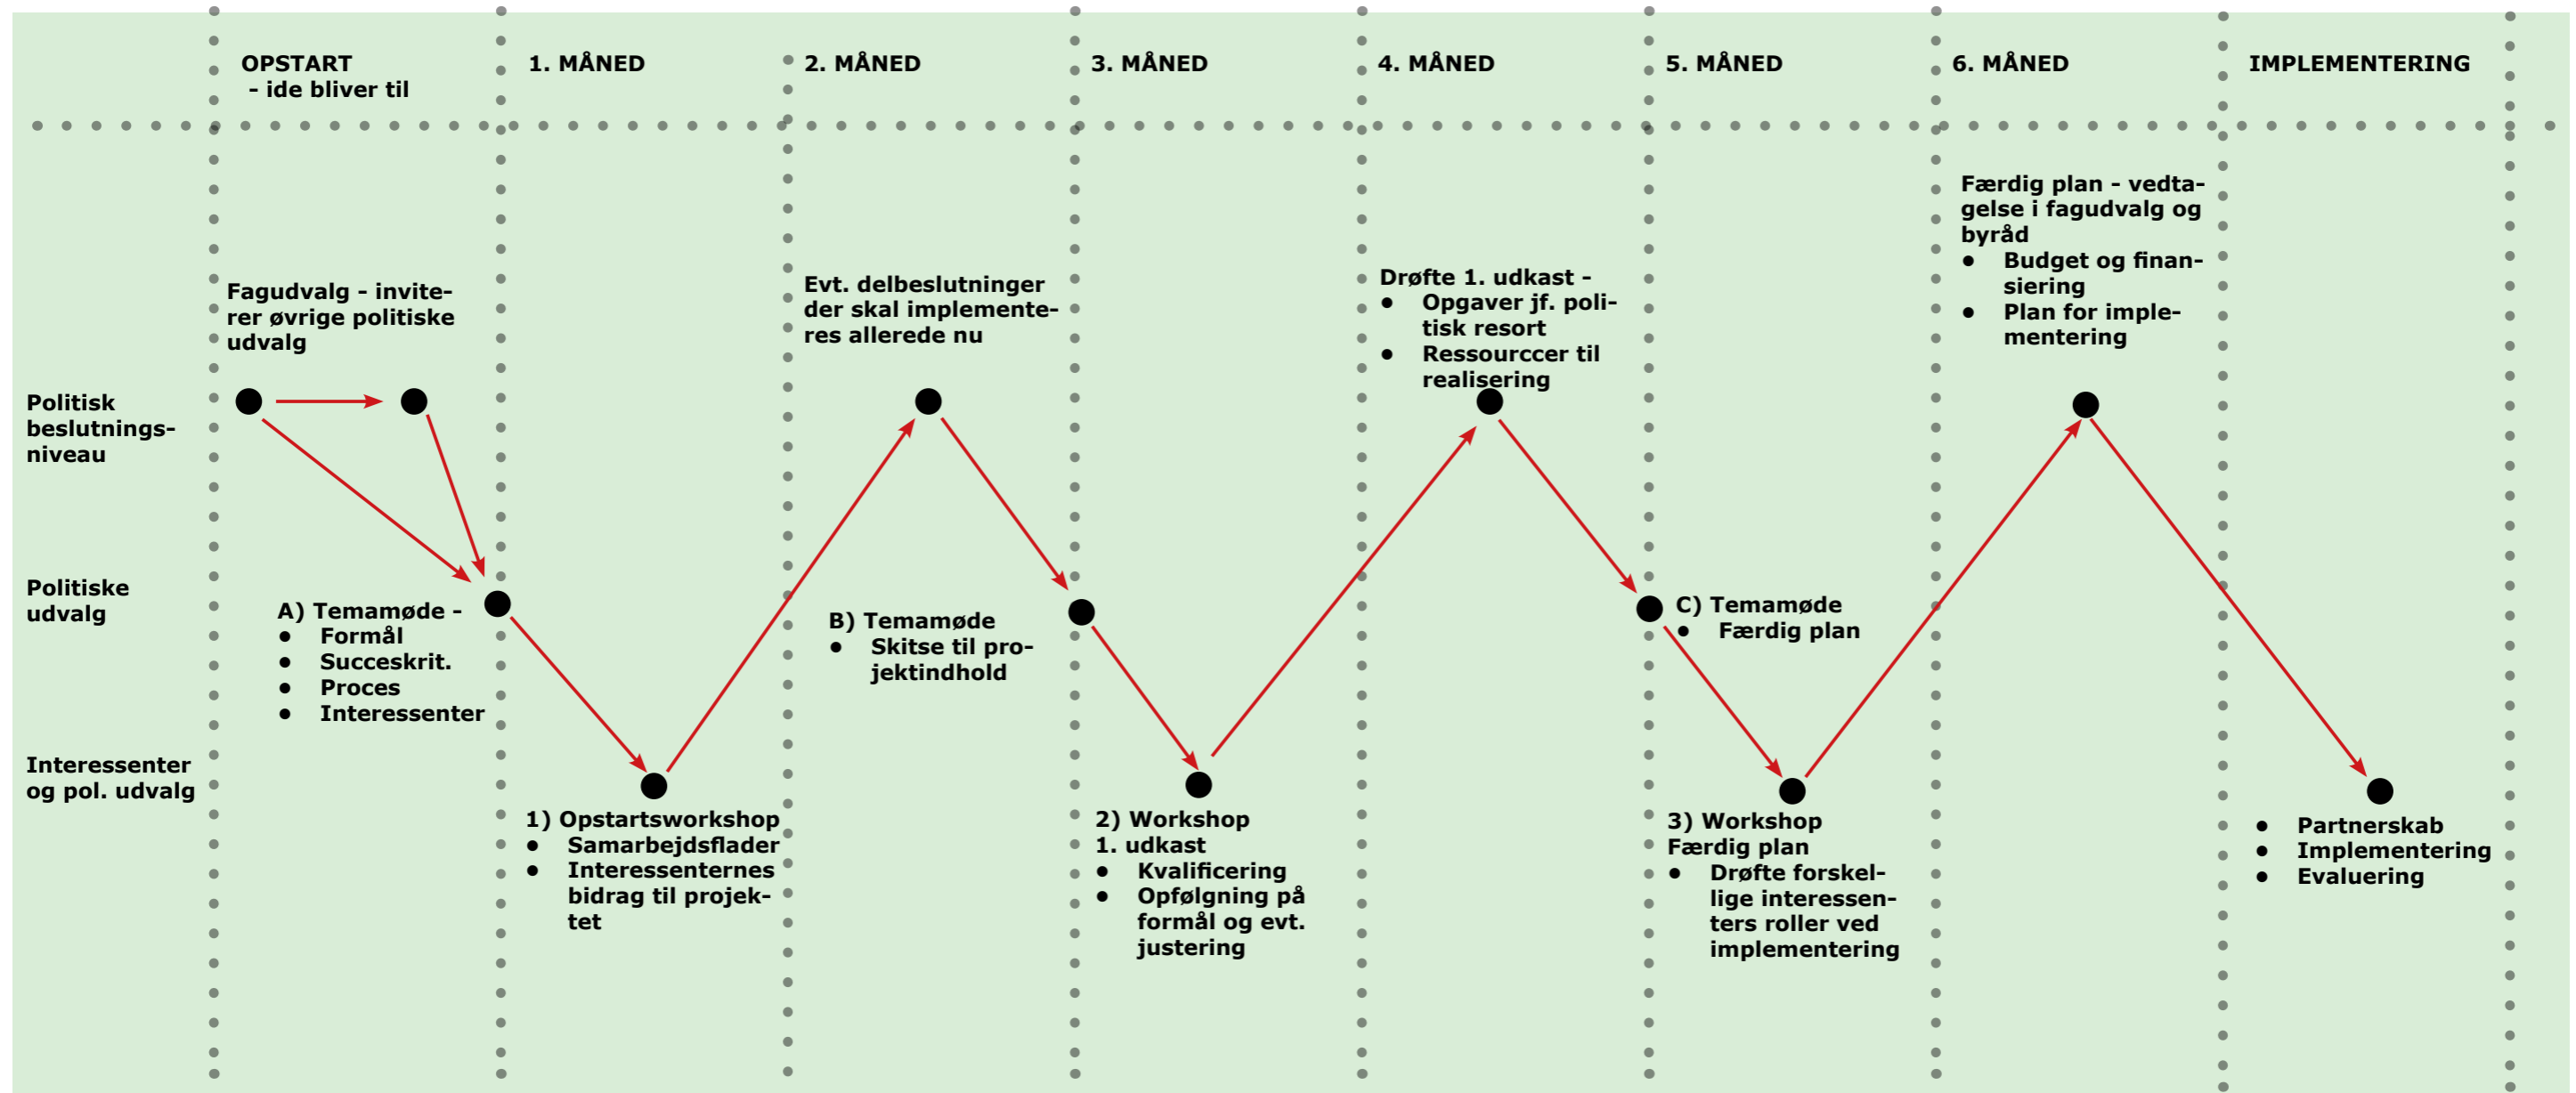 OPSTART
- ide bliver til
1. MÅNED
2. MÅNED
3. MÅNED
4. MÅNED
5. MÅNED
6. MÅNED
IMPLEMENTERING
Politisk
beslutnings-
niveau
Fagudvalg - invite-
rer øvrige politiske
udvalg
Evt. delbeslutninger
der skal implemente-
res allerede nu
Drøfte 1. udkast -
● Opgaver jf. poli-
tisk resort
● Ressourccer til
realisering
Færdig plan - vedta-
gelse i fagudvalg og
byråd
● Budget og finan-
siering
● Plan for imple-
mentering
Politiske
udvalg
A) Temamøde -
● Formål
● Succeskrit.
● Proces
● Interessenter
B) Temamøde
● Skitse til pro-
jektindhold
C) Temamøde
● Færdig plan
Interessenter
og pol. udvalg
1) Opstartsworkshop
● Samarbejdsflader
● Interessenternes
bidrag til projek-
tet
2) Workshop
1. udkast
● Kvalificering
● Opfølgning på
formål og evt.
justering
3) Workshop
Færdig plan
● Drøfte forskel-
lige interessen-
ters roller ved
implementering
● Partnerskab
● Implementering
● Evaluering